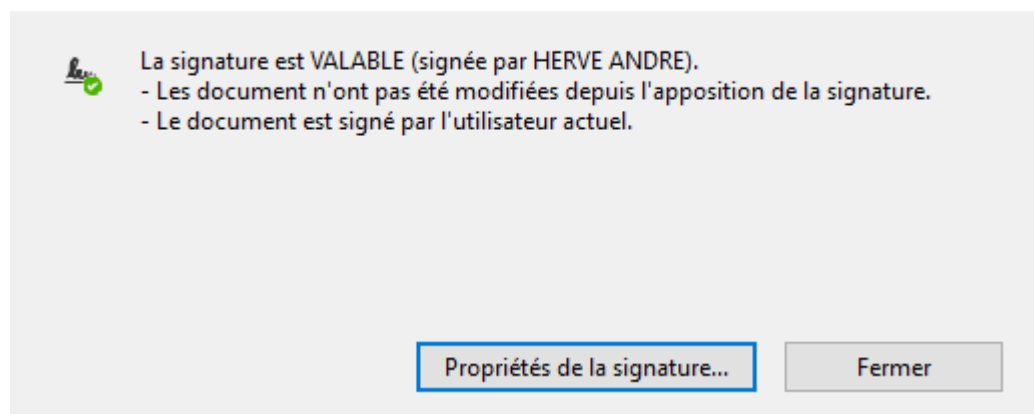 La signature est VALABLE (signée par HERVE ANDRE).
- Les document n'ont pas été modifiées depuis l'apposition de la signature.
- Le document est signé par l'utilisateur actuel.
Propriétés de la signature... Fermer